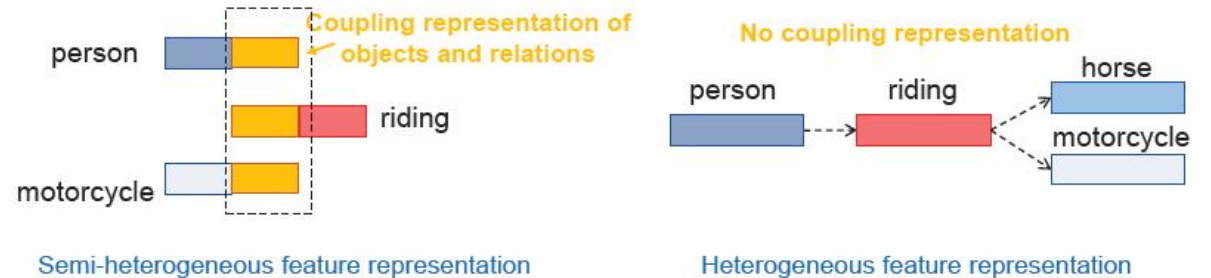 Coupling representation of
objects and relations
person
riding
motorcycle
Semi-heterogeneous feature representation
No coupling representation
horse
person
riding
motorcycle
Heterogeneous feature representation